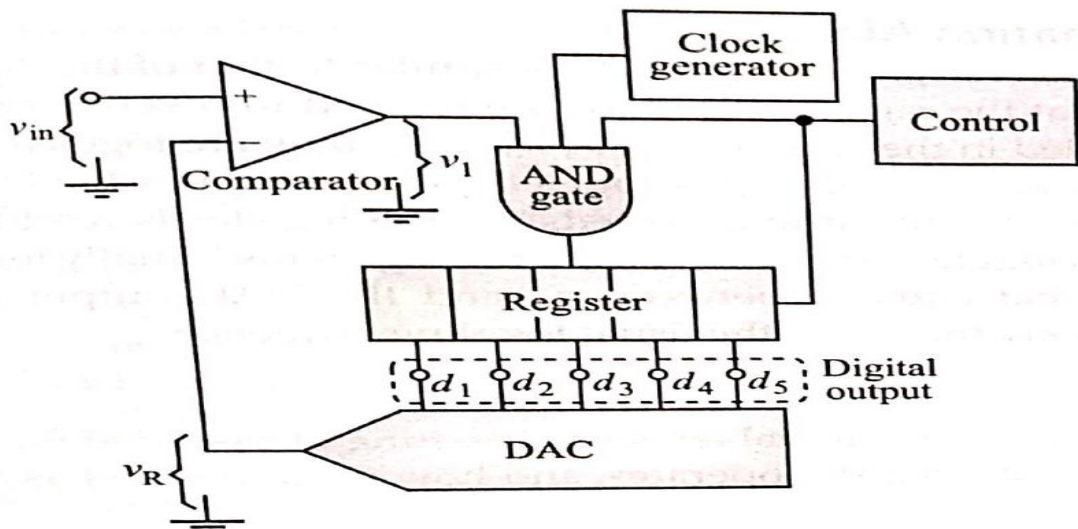 Clock
generator
Control
+
v_in
−
Comparator
v_1
AND
gate
Register
d_1 d_2 d_3 d_4 d_5
Digital
output
DAC
v_R